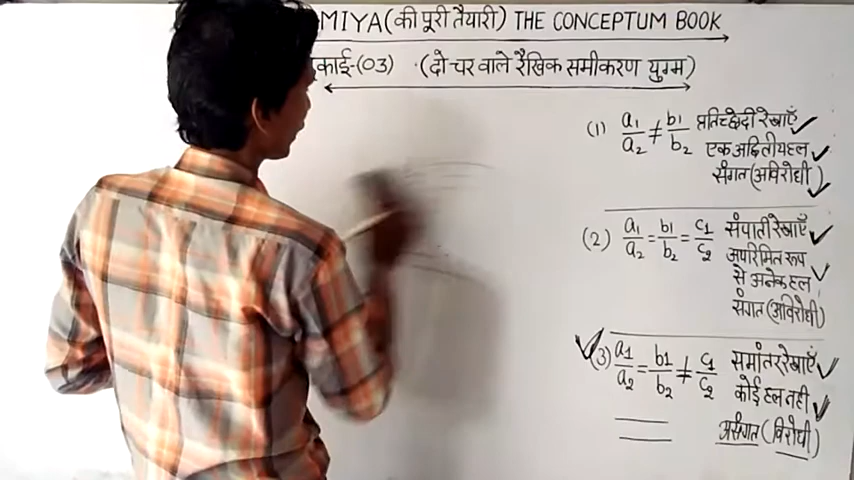 MIYA(की पूरी तैयारी) THE CONCEPTUM BOOK
काई-(03) (दो चर वाले रैखिक समीकरण युग्म)
(1) a₁/a₂ ≠ b₁/b₂ प्रतिच्छेदी रेखाएँ
एक अद्वितीय हल
संगत(अविरोधी)
(2) a₁/a₂ = b₁/b₂ = c₁/c₂ संपाती रेखाएँ
अपरिमित रूप
से अनेक हल
संगत(अविरोधी)
(3) a₁/a₂ = b₁/b₂ ≠ c₁/c₂ समांतर रेखाएँ
कोई हल नही
असंगत(विरोधी)